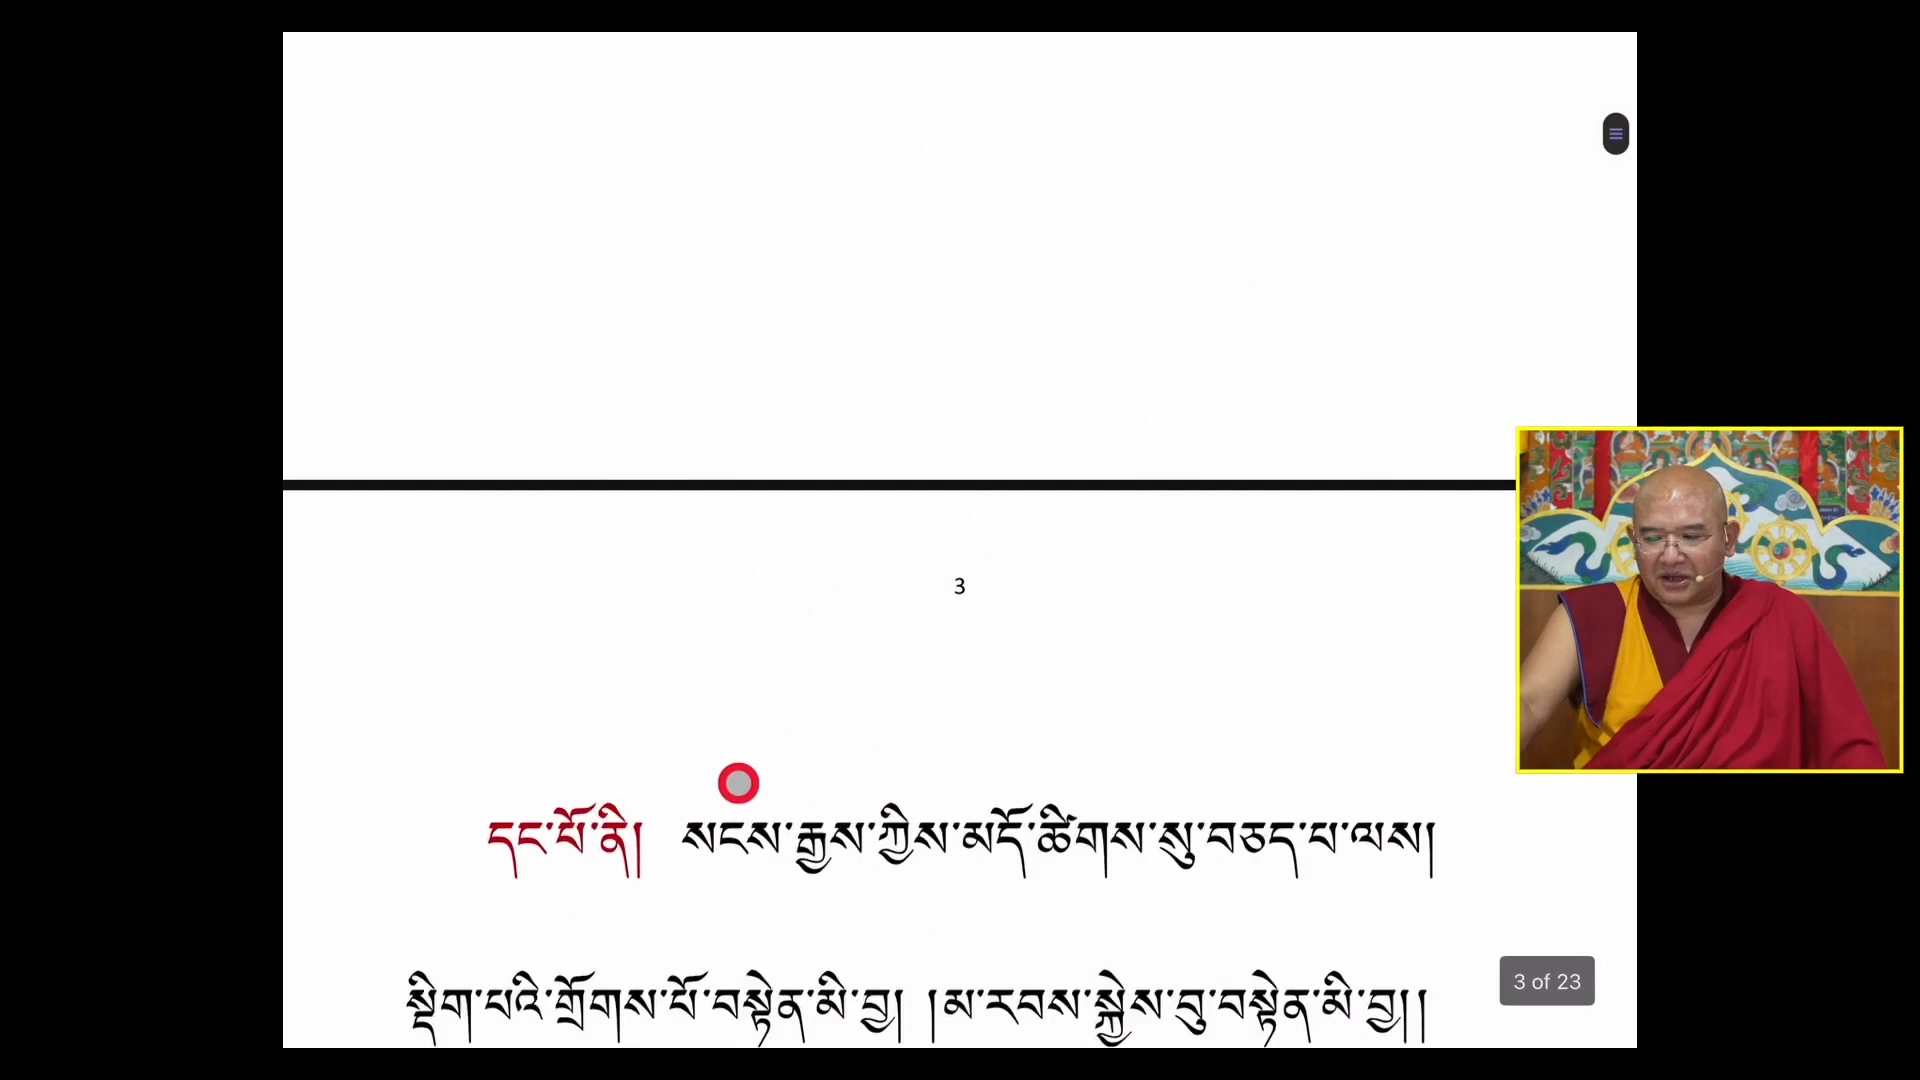 3
དང་པོ་ནི།   སངས་རྒྱས་ཀྱིས་མདོ་ཚིགས་སུ་བཅད་པ་ལས།
སྡིག་པའི་གྲོགས་པོ་བསྟེན་མི་བྱ། །མ་རབས་སྐྱེས་བུ་བསྟེན་མི་བྱ།།
3 of 23